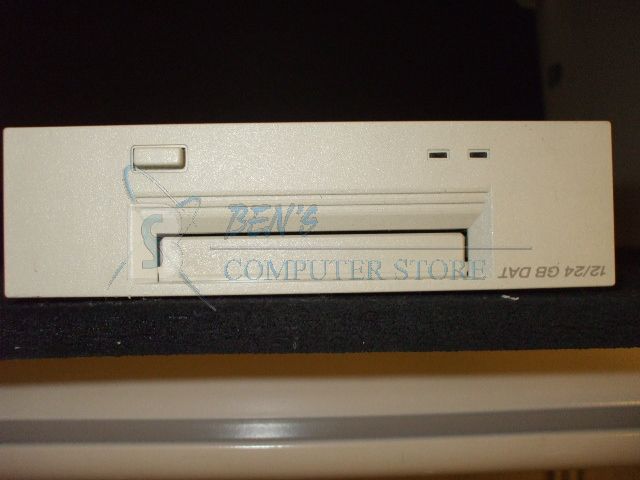 BEN'S
COMPUTER STORE
12/24 GB DAT